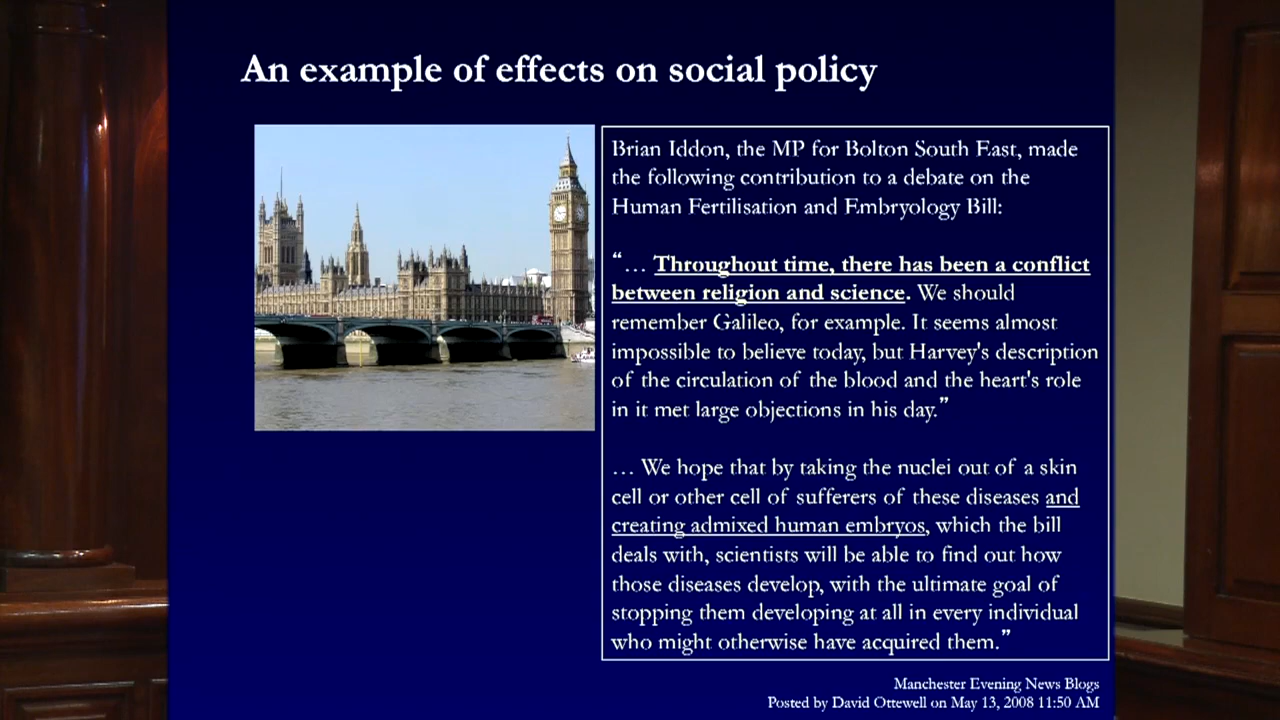 An example of effects on social policy
Brian Iddon, the MP for Bolton South East, made
the following contribution to a debate on the
Human Fertilisation and Embryology Bill:
“… Throughout time, there has been a conflict
between religion and science. We should
remember Galileo, for example. It seems almost
impossible to believe today, but Harvey's description
of the circulation of the blood and the heart's role
in it met large objections in his day.”
… We hope that by taking the nuclei out of a skin
cell or other cell of sufferers of these diseases and
creating admixed human embryos, which the bill
deals with, scientists will be able to find out how
those diseases develop, with the ultimate goal of
stopping them developing at all in every individual
who might otherwise have acquired them.”
Manchester Evening News Blogs
Posted by David Ottewell on May 13, 2008 11:50 AM